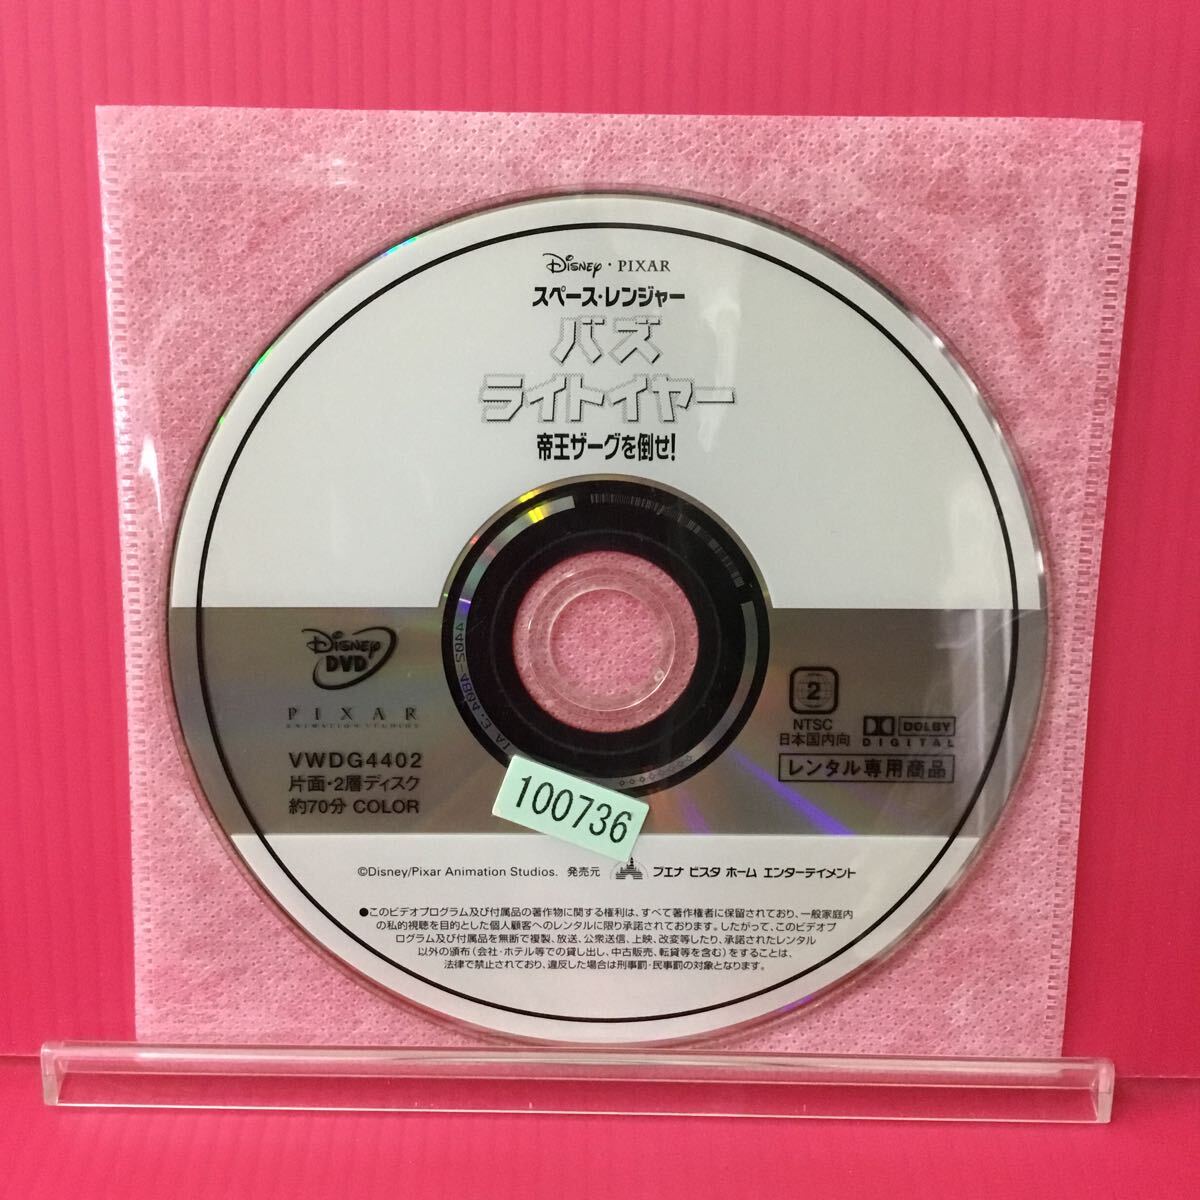 Disney・PIXAR
スペース・レンジャー
バズ
ライトイヤー
帝王ザーグを倒せ!
Disney
DVD
PIXAR
ANIMATION STUDIOS
VWDG4402
片面・2層ディスク
約70分 COLOR
2
NTSC
日本国内向
DOLBY
DIGITAL
レンタル専用商品
100736
©Disney/Pixar Animation Studios. 発売元 ブエナ ビスタ ホーム エンターテイメント
●このビデオプログラム及び付属品の著作物に関する権利は、すべて著作権者に保留されており、一般家庭内
の私的視聴を目的とした個人顧客へのレンタルに限り承諾されております。したがって、このビデオプ
ログラム及び付属品を無断で複製、放送、公衆送信、上映、改変等したり、承諾されたレンタル
以外の頒布(会社・ホテル等での貸し出し、中古販売、転貸等を含む)をすることは、
法律で禁止されており、違反した場合は刑事罰・民事罰の対象となります。